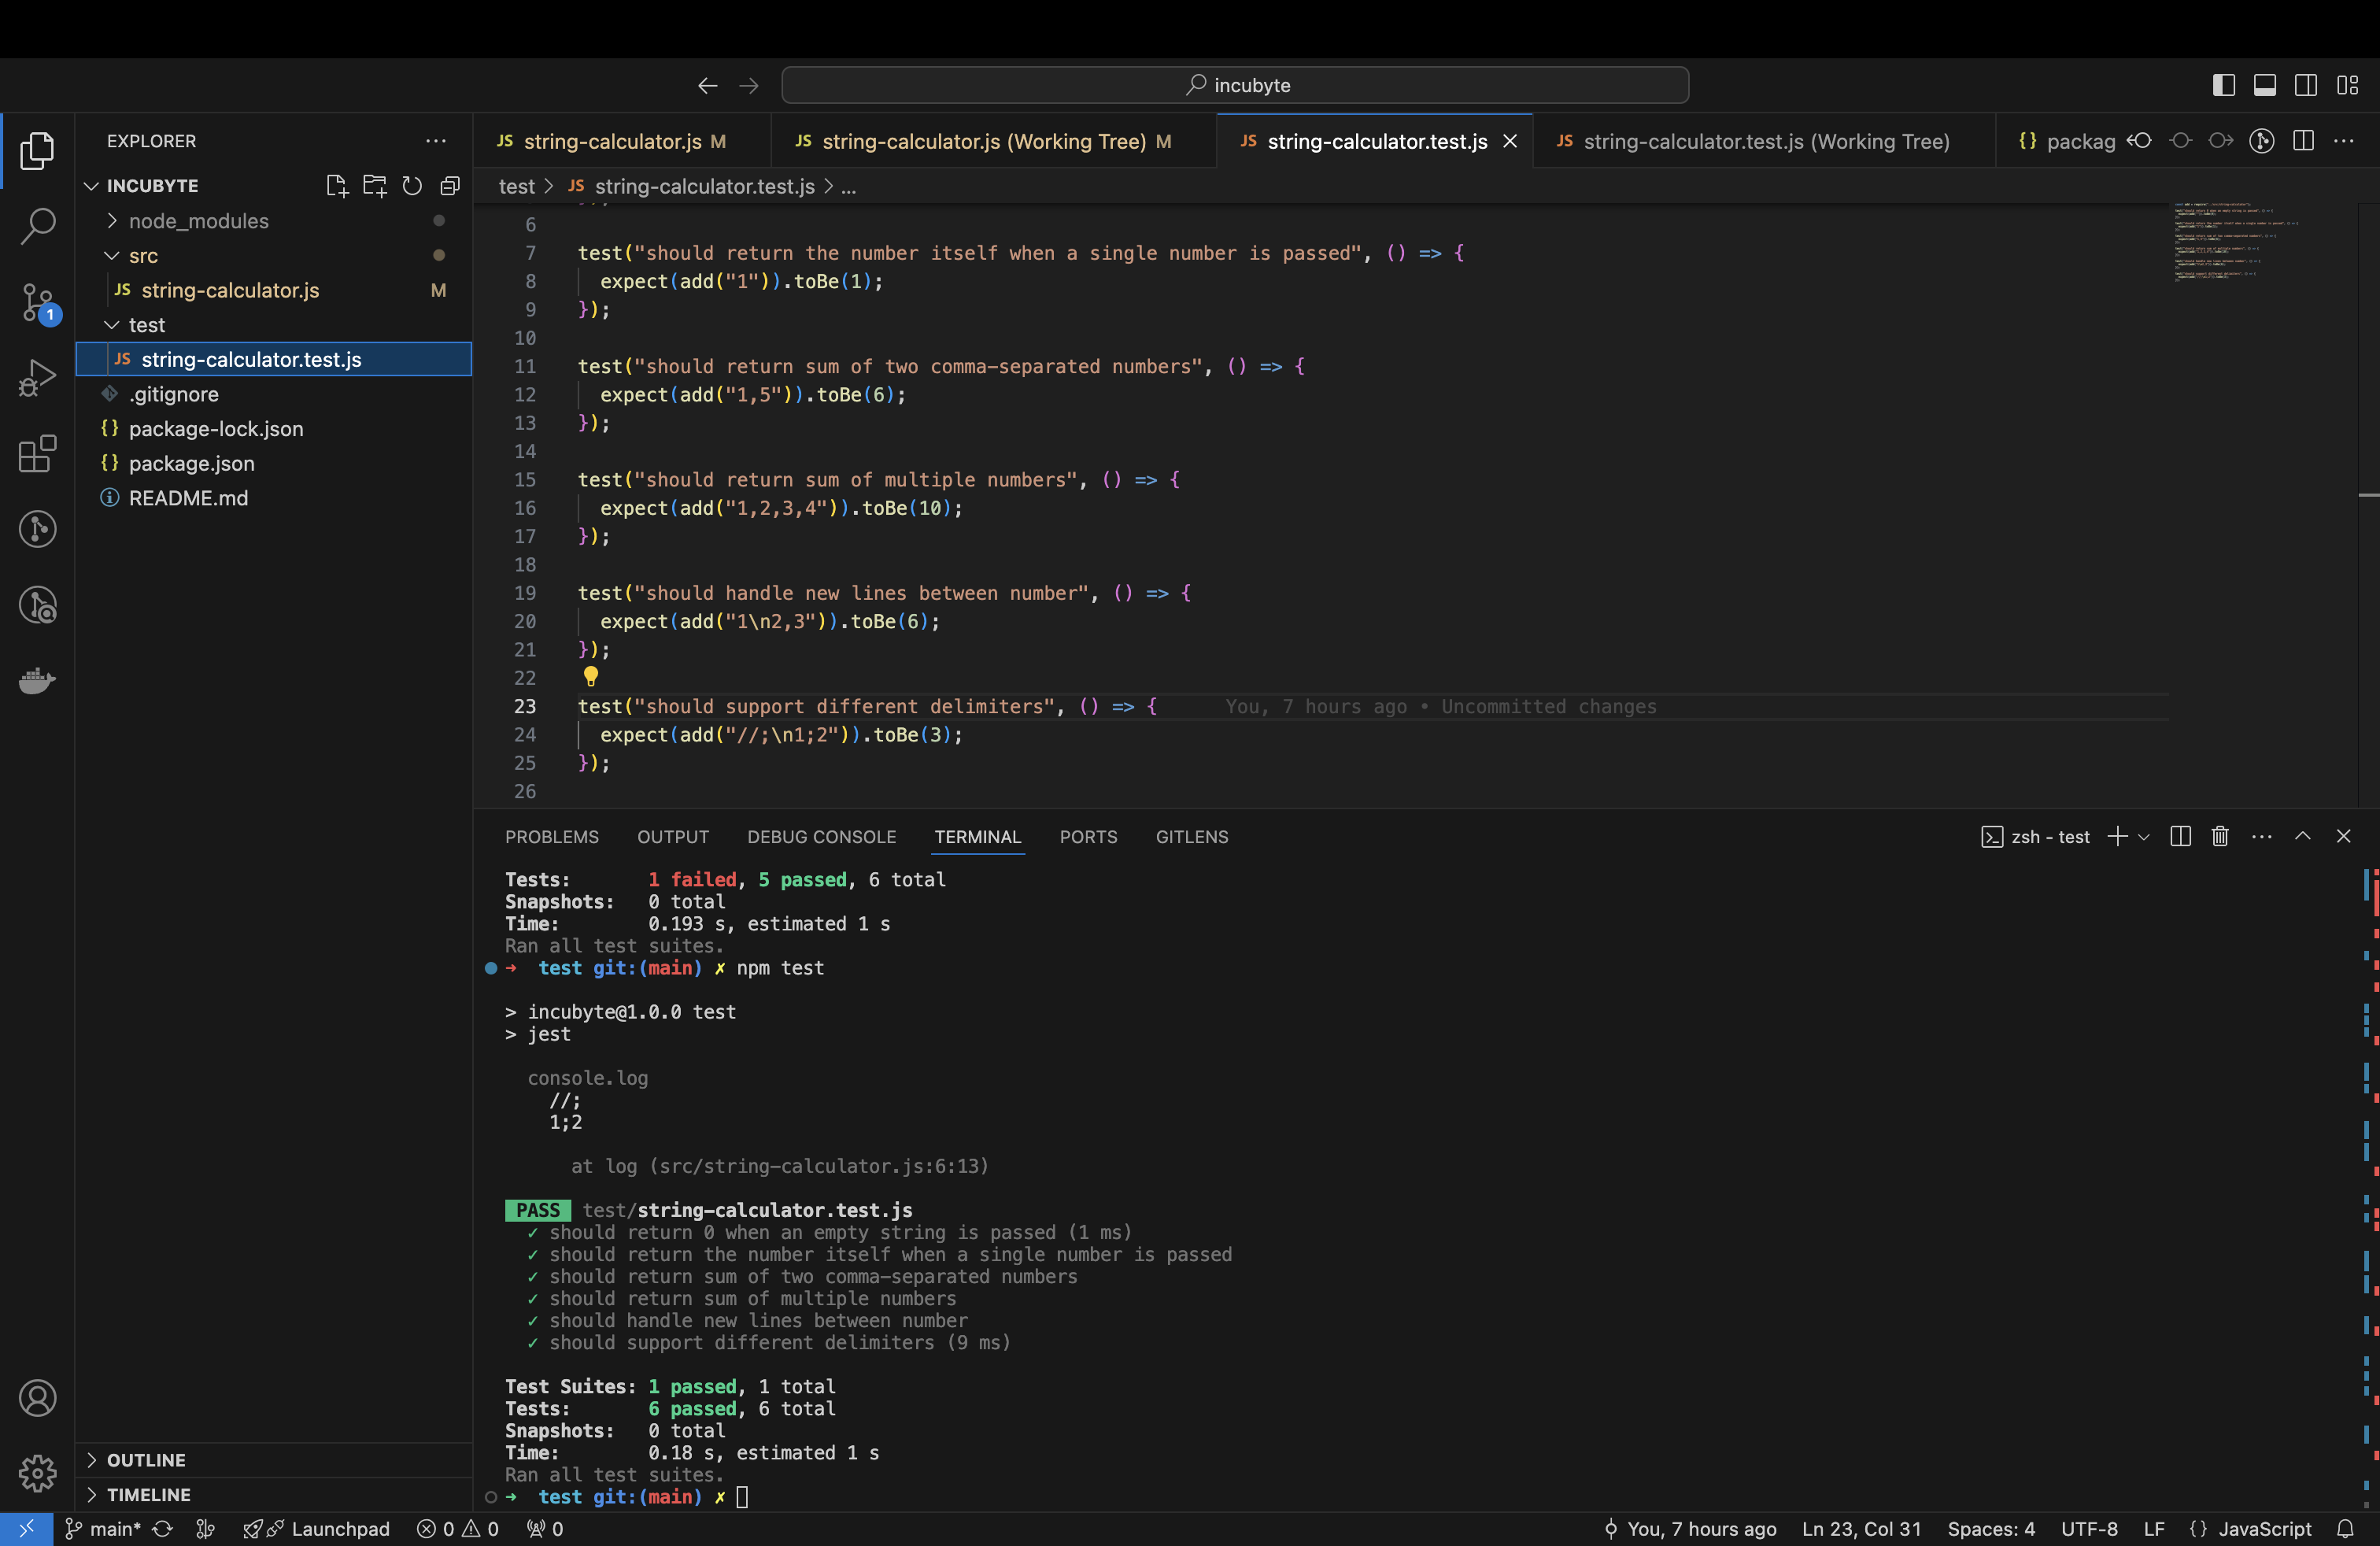 incubyte
EXPLORER
INCUBYTE
node_modules
src
JS string-calculator.js M
test
JS string-calculator.test.js
.gitignore
{} package-lock.json
{} package.json
README.md
OUTLINE
TIMELINE
1
JS string-calculator.js M
JS string-calculator.js (Working Tree) M
JS string-calculator.test.js
JS string-calculator.test.js (Working Tree)
{} packag
test > JS string-calculator.test.js > ...
6
7 test("should return the number itself when a single number is passed", () => {
8 expect(add("1")).toBe(1);
9 });
10
11 test("should return sum of two comma-separated numbers", () => {
12 expect(add("1,5")).toBe(6);
13 });
14
15 test("should return sum of multiple numbers", () => {
16 expect(add("1,2,3,4")).toBe(10);
17 });
18
19 test("should handle new lines between number", () => {
20 expect(add("1\n2,3")).toBe(6);
21 });
22
23 test("should support different delimiters", () => { You, 7 hours ago • Uncommitted changes
24 expect(add("//;\n1;2")).toBe(3);
25 });
26
PROBLEMS OUTPUT DEBUG CONSOLE TERMINAL PORTS GITLENS
zsh - test
Tests: 1 failed, 5 passed, 6 total
Snapshots: 0 total
Time: 0.193 s, estimated 1 s
Ran all test suites.
➜ test git:(main) ✗ npm test
> incubyte@1.0.0 test
> jest
console.log
//;
1;2
at log (src/string-calculator.js:6:13)
PASS test/string-calculator.test.js
✓ should return 0 when an empty string is passed (1 ms)
✓ should return the number itself when a single number is passed
✓ should return sum of two comma-separated numbers
✓ should return sum of multiple numbers
✓ should handle new lines between number
✓ should support different delimiters (9 ms)
Test Suites: 1 passed, 1 total
Tests: 6 passed, 6 total
Snapshots: 0 total
Time: 0.18 s, estimated 1 s
Ran all test suites.
➜ test git:(main) ✗
main* Launchpad 0 0 0
You, 7 hours ago Ln 23, Col 31 Spaces: 4 UTF-8 LF {} JavaScript